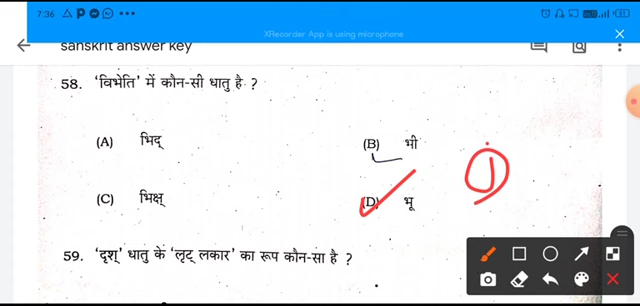 7:36
XRecorder App is using microphone
sanskrit answer key
58. 'विभेति' में कौन-सी धातु है ?
(A) भिद् (B) भी
(C) भिक्ष् (D) भू
59. 'दृश्' धातु के 'लृट् लकार' का रूप कौन-सा है ?